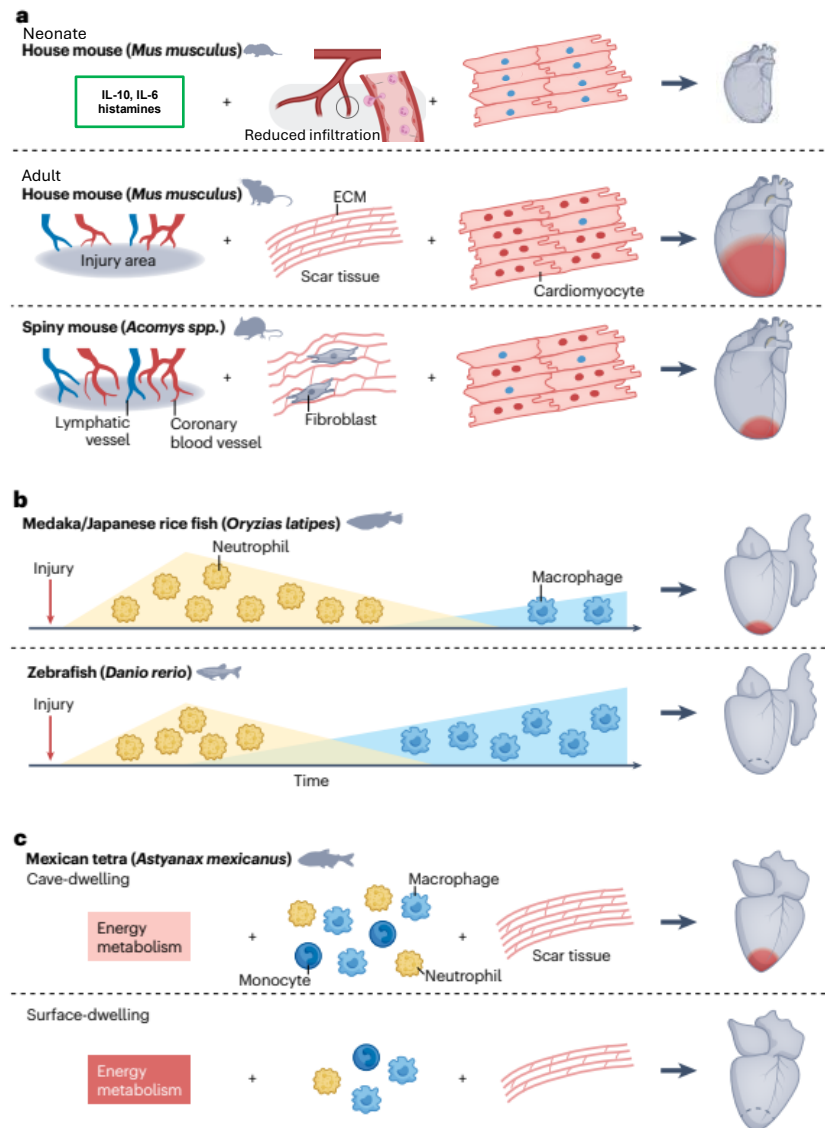 a
Neonate
House mouse (Mus musculus)
IL-10, IL-6
histamines
+
+
Reduced infiltration
Adult
House mouse (Mus musculus)
ECM
Injury area
+
+
Scar tissue
Cardiomyocyte
Spiny mouse (Acomys spp.)
+
+
Lymphatic
vessel
Coronary
blood vessel
Fibroblast
b
Medaka/Japanese rice fish (Oryzias latipes)
Neutrophil
Injury
Macrophage
Zebrafish (Danio rerio)
Injury
Time
c
Mexican tetra (Astyanax mexicanus)
Cave-dwelling
Macrophage
Energy
metabolism
+
+
Scar tissue
Monocyte
Neutrophil
Surface-dwelling
Energy
metabolism
+
+